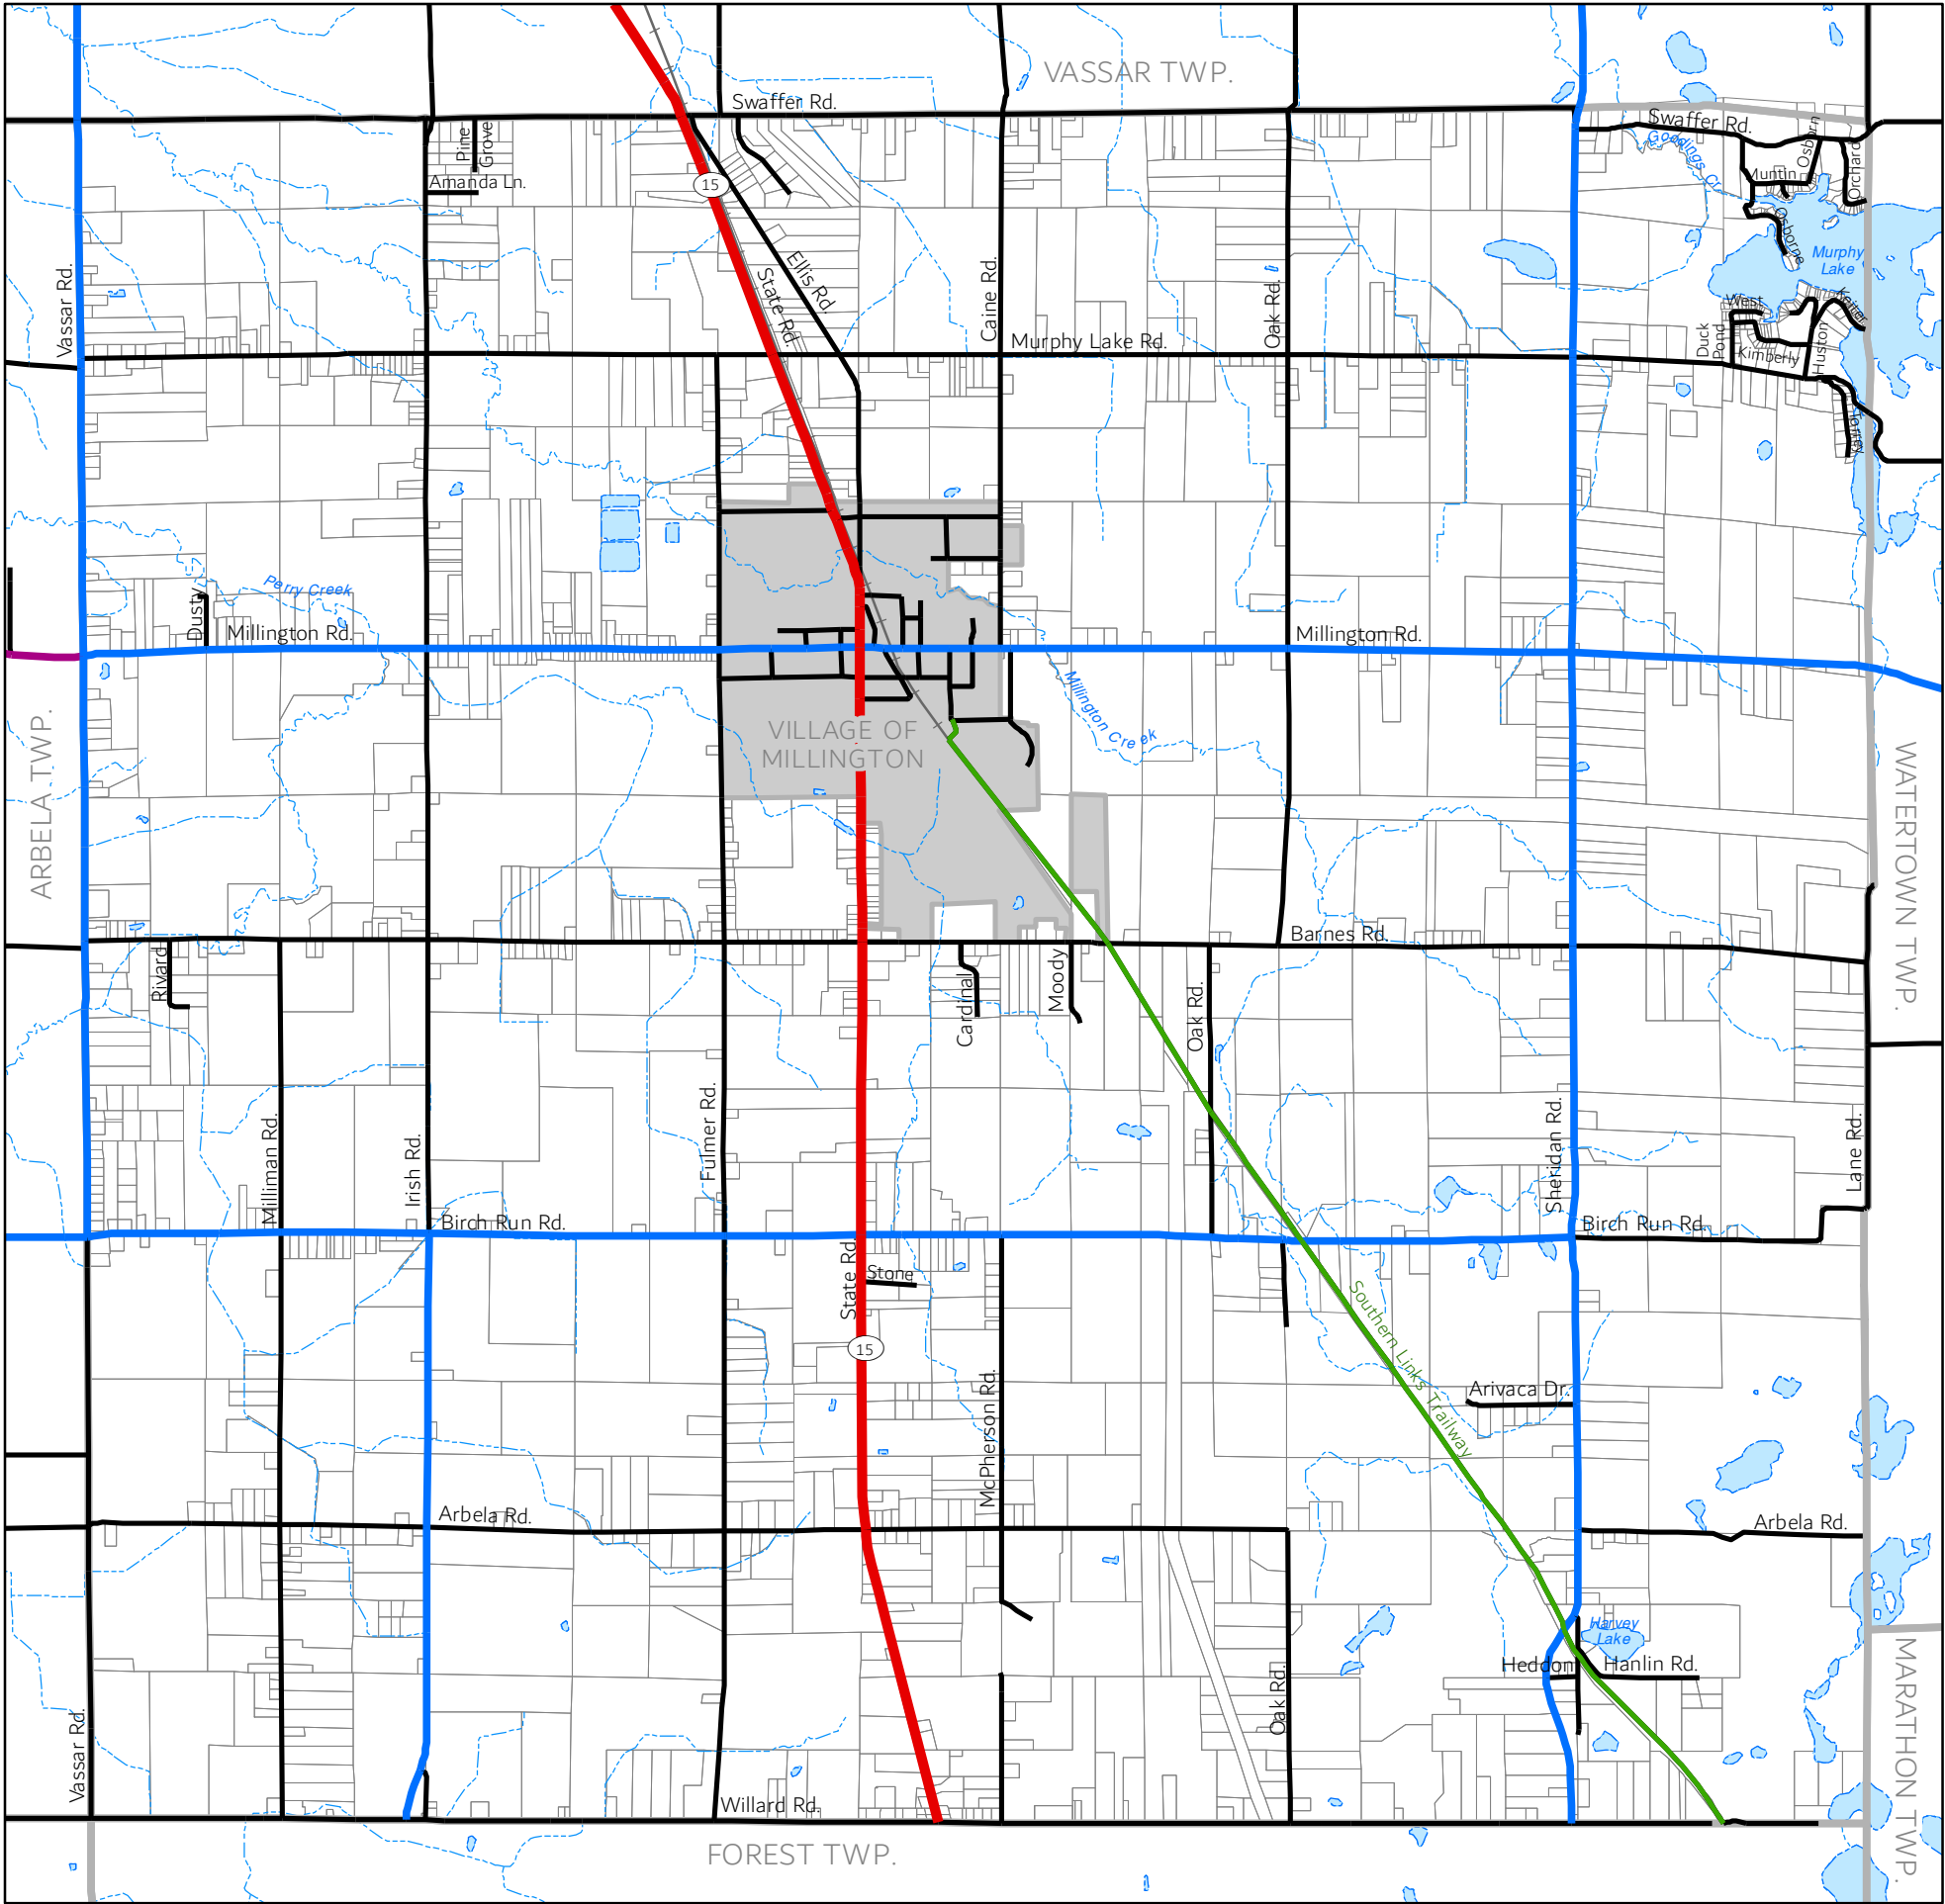 VASSAR TWP.
Swaffer Rd.
Swaffer Rd.
Goodings Cr.
Osborn
Orchard
Pine
Grove
Amanda Ln.
15
Muntin
Osborne
Murphy
Lake
Ellis Rd.
State Rd.
Vassar Rd.
Caine Rd.
Oak Rd.
Murphy Lake Rd.
West
Keiner
Duck
Pond
Kimberly
Huston
Perry Creek
Dusty
Millington Rd.
Millington Rd.
Millington Creek
VILLAGE OF
MILLINGTON
ARBELA TWP.
WATERTOWN TWP.
Barnes Rd.
Rivard
Cardinal
Moody
Oak Rd.
Milliman Rd.
Irish Rd.
Fulmer Rd.
Sheridan Rd.
Lane Rd.
Birch Run Rd.
Birch Run Rd.
State Rd.
Stone
15
Southern Links Trailway
McPherson Rd.
Arivaca Dr.
Arbela Rd.
Arbela Rd.
Harvey
Lake
Heddon
Hanlin Rd.
Oak Rd.
Vassar Rd.
Willard Rd.
FOREST TWP.
MARATHON TWP.